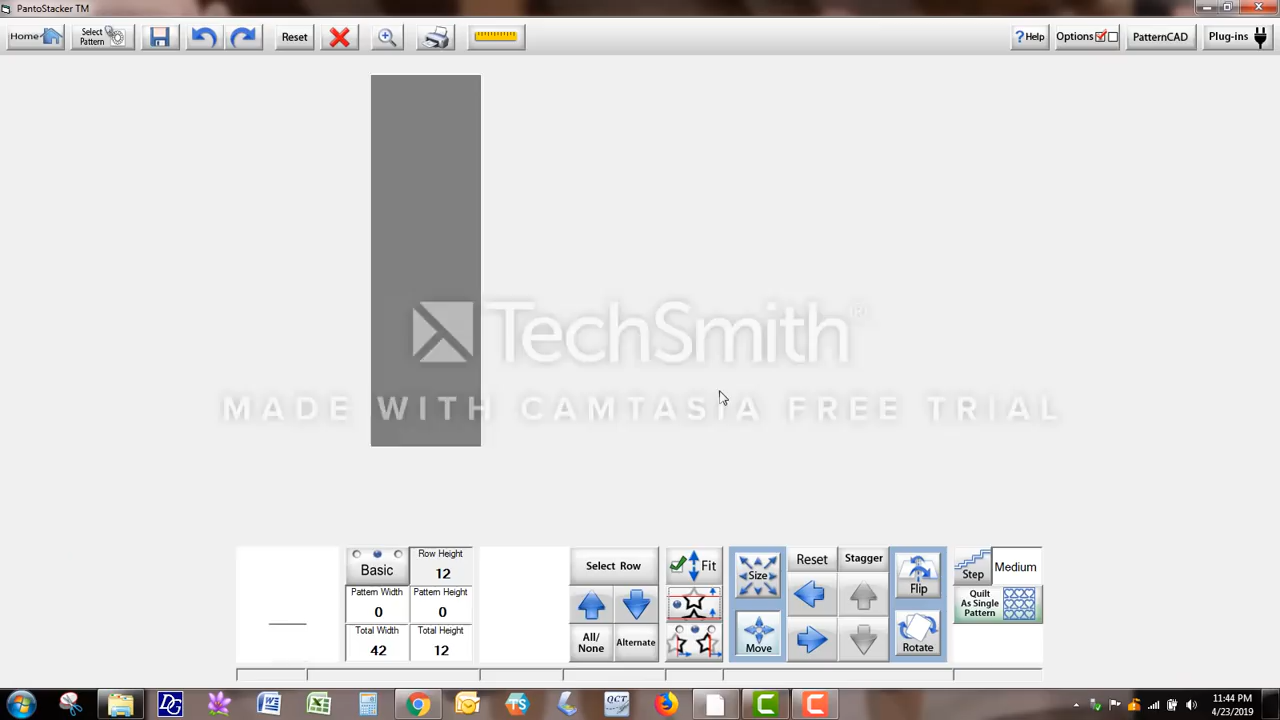 PantoStacker TM
Home
Select
Pattern
Reset
?Help
Options
PatternCAD
Plug-ins
TechSmith
MADE WITH CAMTASIA FREE TRIAL
Basic
Row Height
12
Pattern Width
0
Pattern Height
0
Total Width
42
Total Height
12
Select Row
All/
None
Alternate
Fit
Size
Move
Reset
Stagger
Flip
Rotate
Step
Medium
Quilt
As Single
Pattern
DG
TS
QCT
11:44 PM
4/23/2019